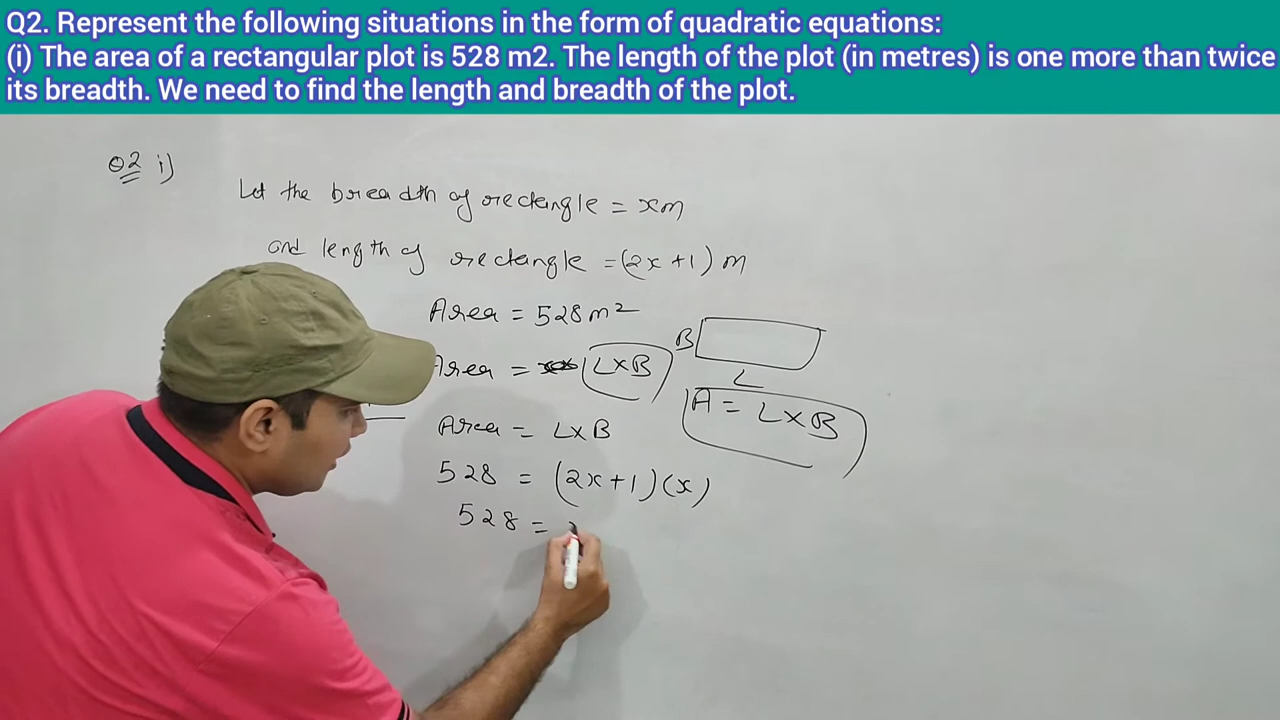 Q2. Represent the following situations in the form of quadratic equations:
(i) The area of a rectangular plot is 528 m2. The length of the plot (in metres) is one more than twice
its breadth. We need to find the length and breadth of the plot.
Q2 i)
Let the breadth of rectangle = xm
and length of rectangle = (2x+1) m
Area = 528m²
Area = L×B
B
L
A = L×B
Area = L×B
528 = (2x+1)(x)
528 =